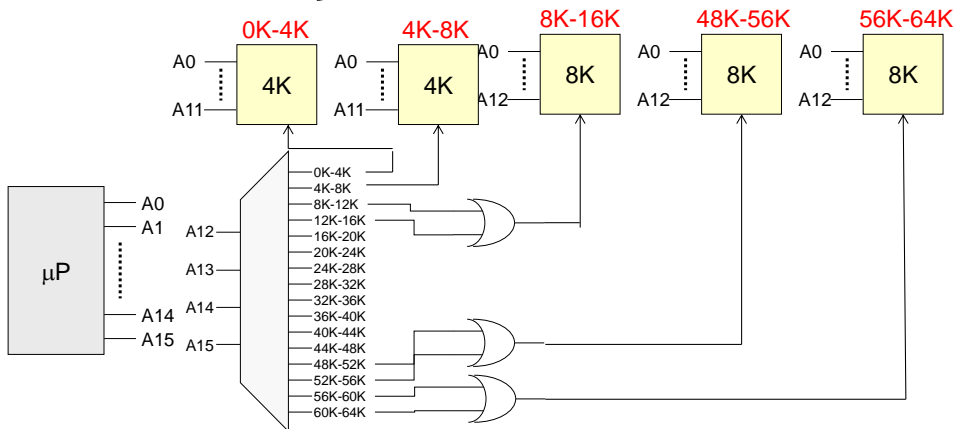 0K-4K
4K-8K
8K-16K
48K-56K
56K-64K
A0
A11
4K
A0
A11
4K
A0
A12
8K
A0
A12
8K
A0
A12
8K
μP
A0
A1
A14
A15
A12
A13
A14
A15
0K-4K
4K-8K
8K-12K
12K-16K
16K-20K
20K-24K
24K-28K
28K-32K
32K-36K
36K-40K
40K-44K
44K-48K
48K-52K
52K-56K
56K-60K
60K-64K